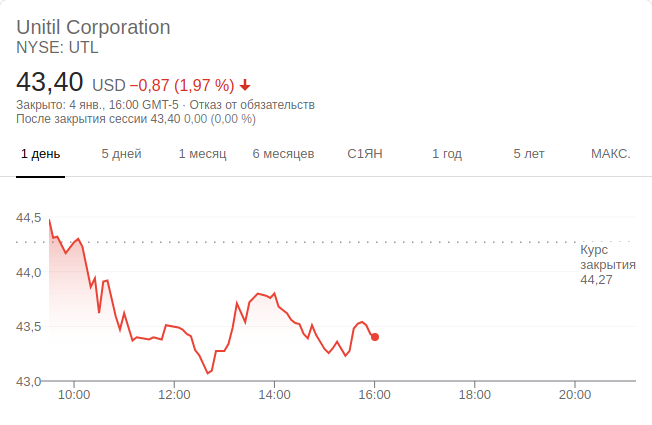 Unitil Corporation
NYSE: UTL
43,40 USD −0,87 (1,97 %)
Закрыто: 4 янв., 16:00 GMT-5 · Отказ от обязательств
После закрытия сессии 43,40 0,00 (0,00 %)
1 день 5 дней 1 месяц 6 месяцев С1ЯН 1 год 5 лет МАКС.
44,5
Курс
закрытия
44,27
44,0
43,5
43,0
10:00 12:00 14:00 16:00 18:00 20:00